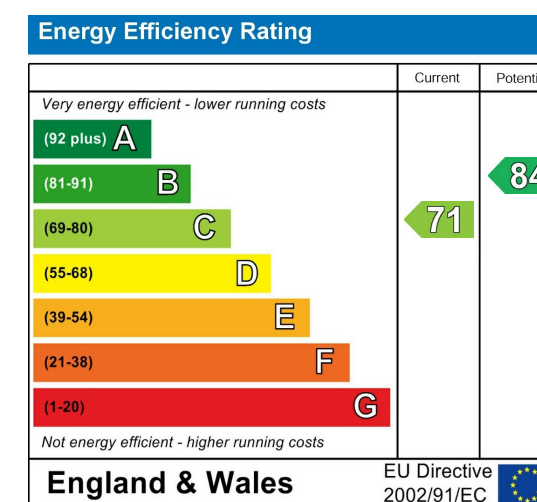 Energy Efficiency Rating
Current Potenti
Very energy efficient - lower running costs
(92 plus) A
(81-91) B
84
(69-80) C
71
(55-68) D
(39-54) E
(21-38) F
(1-20) G
Not energy efficient - higher running costs
England & Wales
EU Directive
2002/91/EC